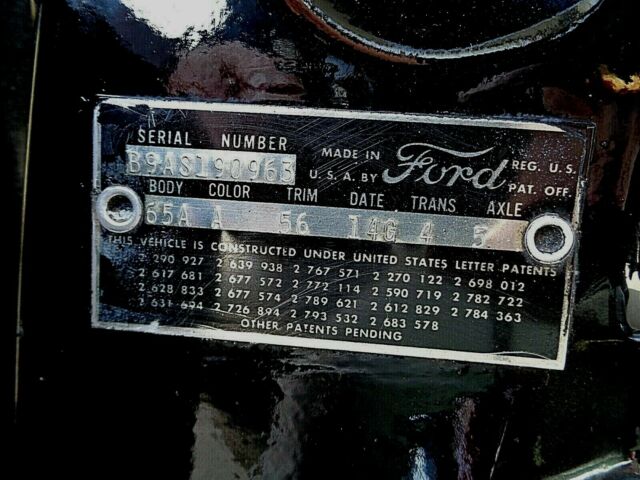 SERIAL NUMBER
B9AS190963
MADE IN
U.S.A. BY
Ford
REG. U.S.
PAT. OFF.
BODY COLOR TRIM DATE TRANS AXLE
65A A 56 14G 4 5
THIS VEHICLE IS CONSTRUCTED UNDER UNITED STATES LETTER PATENTS
2 290 927 2 639 938 2 767 571 2 270 122 2 698 012
2 617 681 2 677 572 2 772 114 2 590 719 2 782 722
2 628 833 2 677 574 2 789 621 2 612 829 2 784 363
2 631 694 2 726 894 2 793 532 2 683 578
OTHER PATENTS PENDING